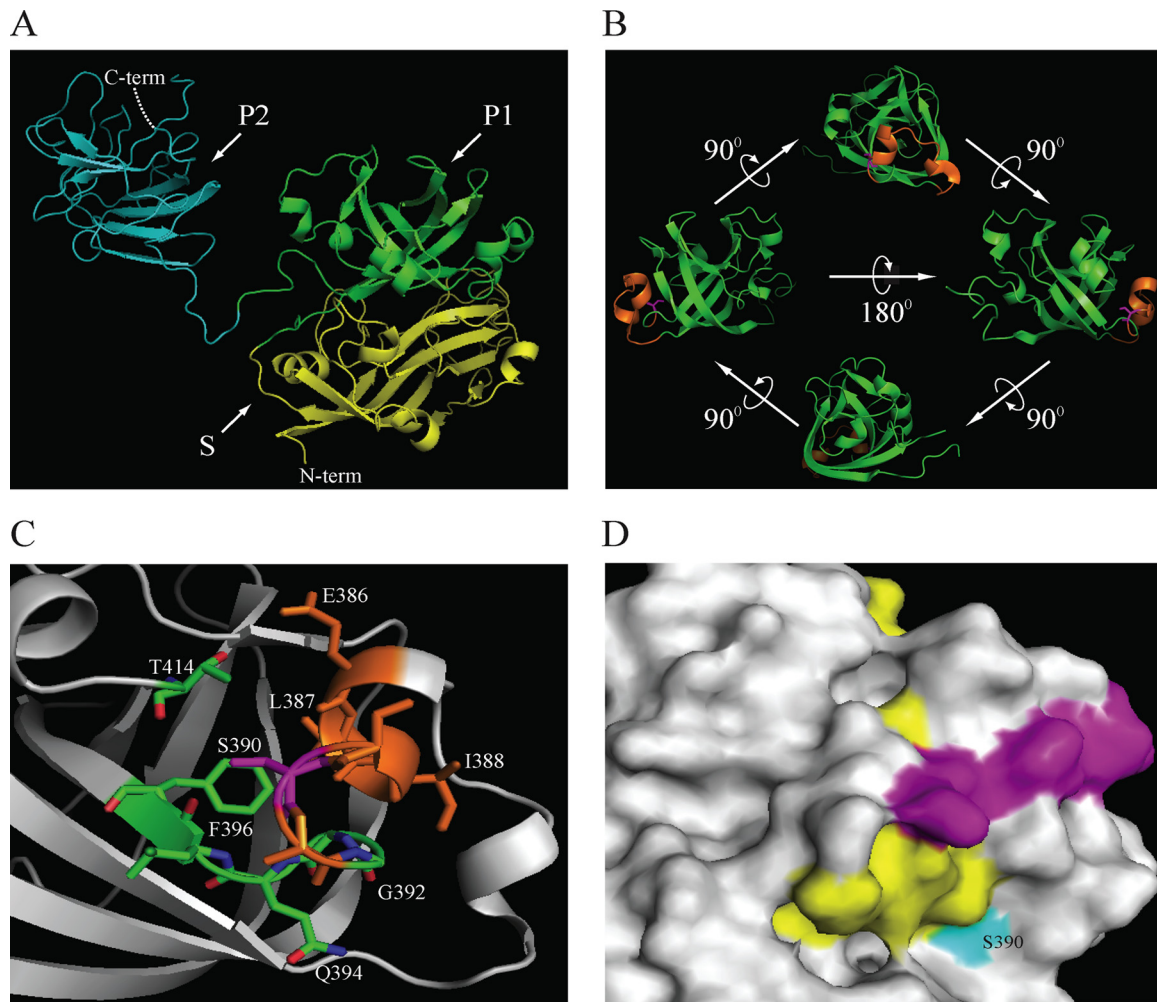 A
C-term
P2
P1
S
N-term
B
90⁰
90⁰
180⁰
90⁰
90⁰
C
E386
T414
L387
S390
I388
F396
G392
Q394
D
S390